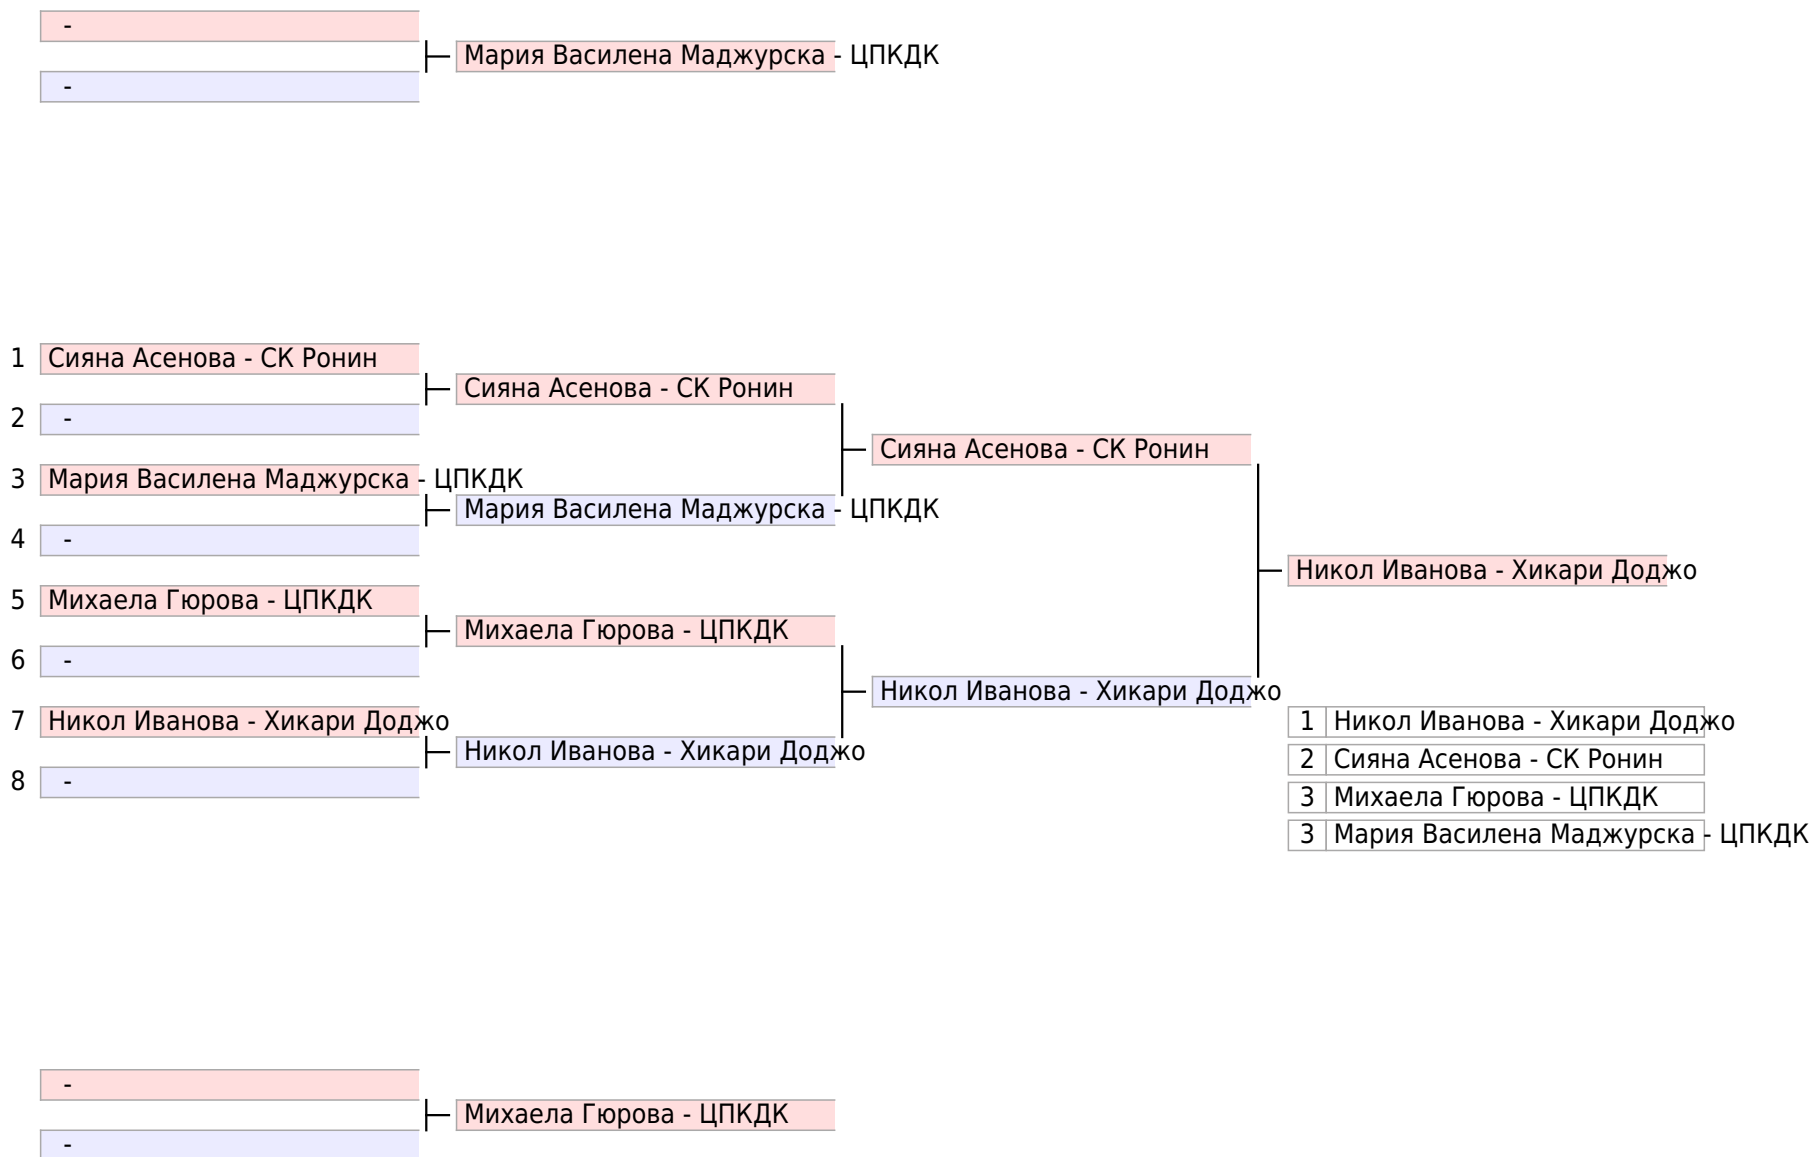 -
Мария Василена Маджурска - ЦПКДК
-
1 Сияна Асенова - СК Ронин
Сияна Асенова - СК Ронин
2 -
Сияна Асенова - СК Ронин
3 Мария Василена Маджурска - ЦПКДК
Мария Василена Маджурска - ЦПКДК
4 -
Никол Иванова - Хикари Доджо
5 Михаела Гюрова - ЦПКДК
Михаела Гюрова - ЦПКДК
6 -
Никол Иванова - Хикари Доджо
7 Никол Иванова - Хикари Доджо
1 Никол Иванова - Хикари Доджо
Никол Иванова - Хикари Доджо
2 Сияна Асенова - СК Ронин
8 -
3 Михаела Гюрова - ЦПКДК
3 Мария Василена Маджурска - ЦПКДК
-
Михаела Гюрова - ЦПКДК
-